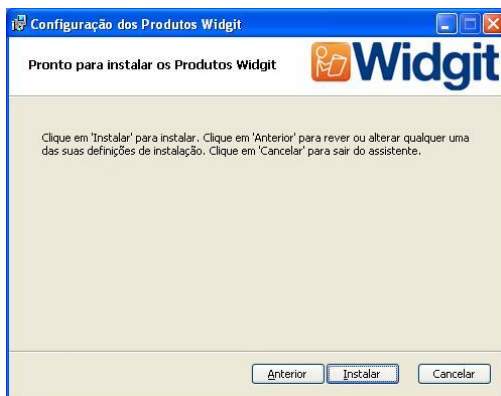 Configuração dos Produtos Widgit
Pronto para instalar os Produtos Widgit
Widgit
Clique em 'Instalar' para instalar. Clique em 'Anterior' para rever ou alterar qualquer uma
das suas definições de instalação. Clique em 'Cancelar' para sair do assistente.
Anterior
Instalar
Cancelar